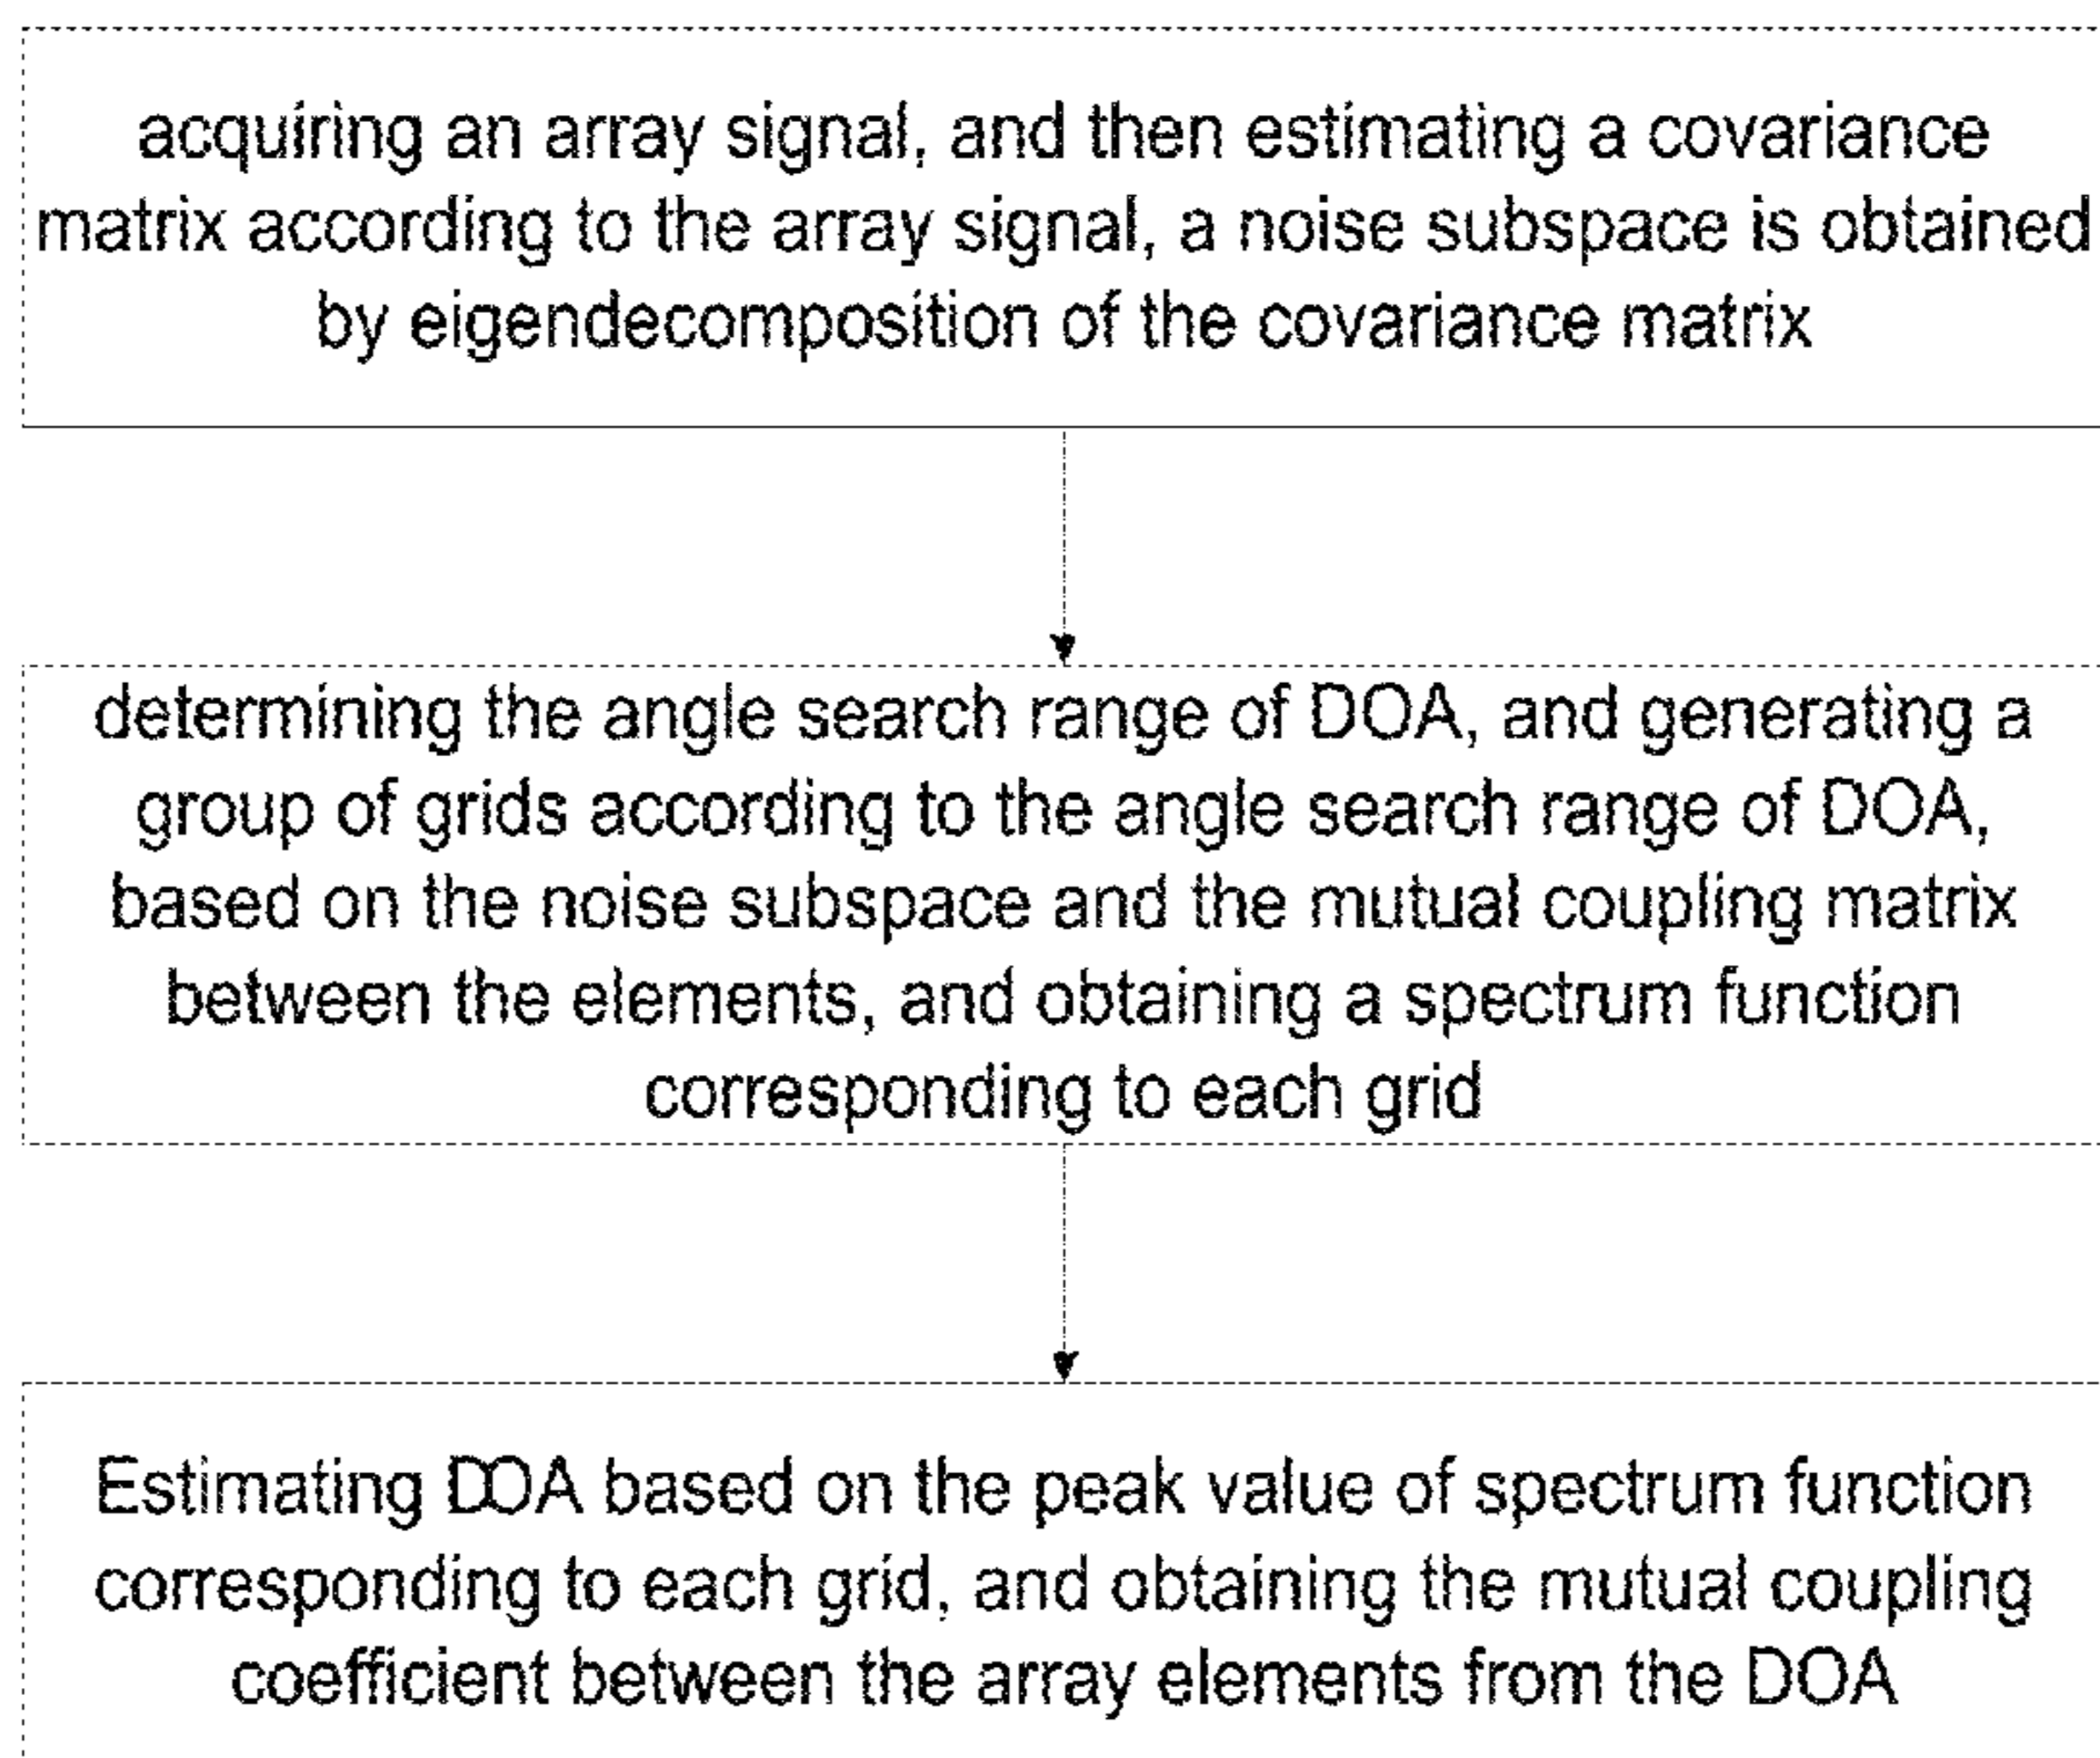 acquiring an array signal, and then estimating a covariance
matrix according to the array signal, a noise subspace is obtained
by eigendecomposition of the covariance matrix
determining the angle search range of DOA, and generating a
group of grids according to the angle search range of DOA,
based on the noise subspace and the mutual coupling matrix
between the elements, and obtaining a spectrum function
corresponding to each grid
Estimating DOA based on the peak value of spectrum function
corresponding to each grid, and obtaining the mutual coupling
coefficient between the array elements from the DOA